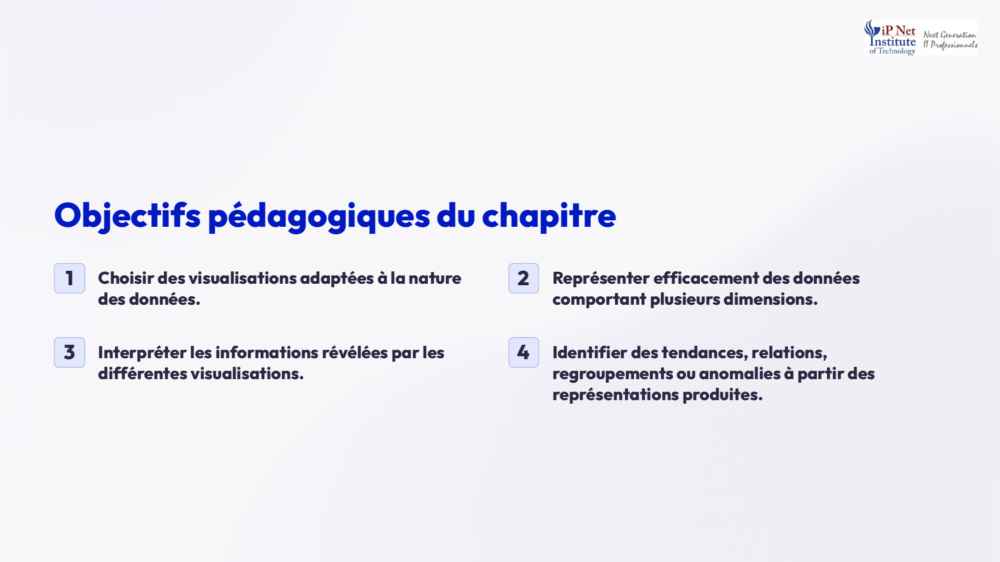 iP Net
Institute
of Technology
Next Generation
IT Professionnels
Objectifs pédagogiques du chapitre
1
Choisir des visualisations adaptées à la nature
des données.
2
Représenter efficacement des données
comportant plusieurs dimensions.
3
Interpréter les informations révélées par les
différentes visualisations.
4
Identifier des tendances, relations,
regroupements ou anomalies à partir des
représentations produites.